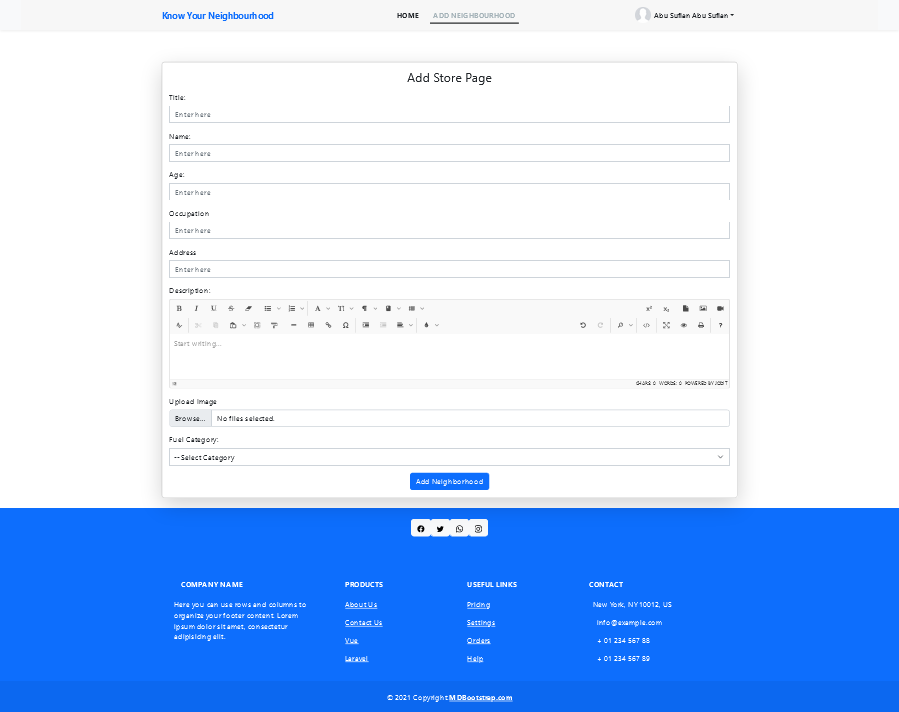 Know Your Neighbourhood
HOME
ADD NEIGHBOURHOOD
Abu Sufian Abu Sufian
Add Store Page
Title:
Enter here
Name:
Enter here
Age:
Enter here
Occupation
Enter here
Address
Enter here
Description:
Start writing...
CHARS: 0 WORDS: 0 POWERED BY JODIT
Upload Image
Browse... No files selected.
Fuel Category:
--Select Category
Add Neighborhood
COMPANY NAME
Here you can use rows and columns to
organize your footer content. Lorem
ipsum dolor sit amet, consectetur
adipisicing elit.
PRODUCTS
About Us
Contact Us
Vue
Laravel
USEFUL LINKS
Pricing
Settings
Orders
Help
CONTACT
New York, NY 10012, US
info@example.com
+ 01 234 567 88
+ 01 234 567 89
© 2021 Copyright:MDBootstrap.com